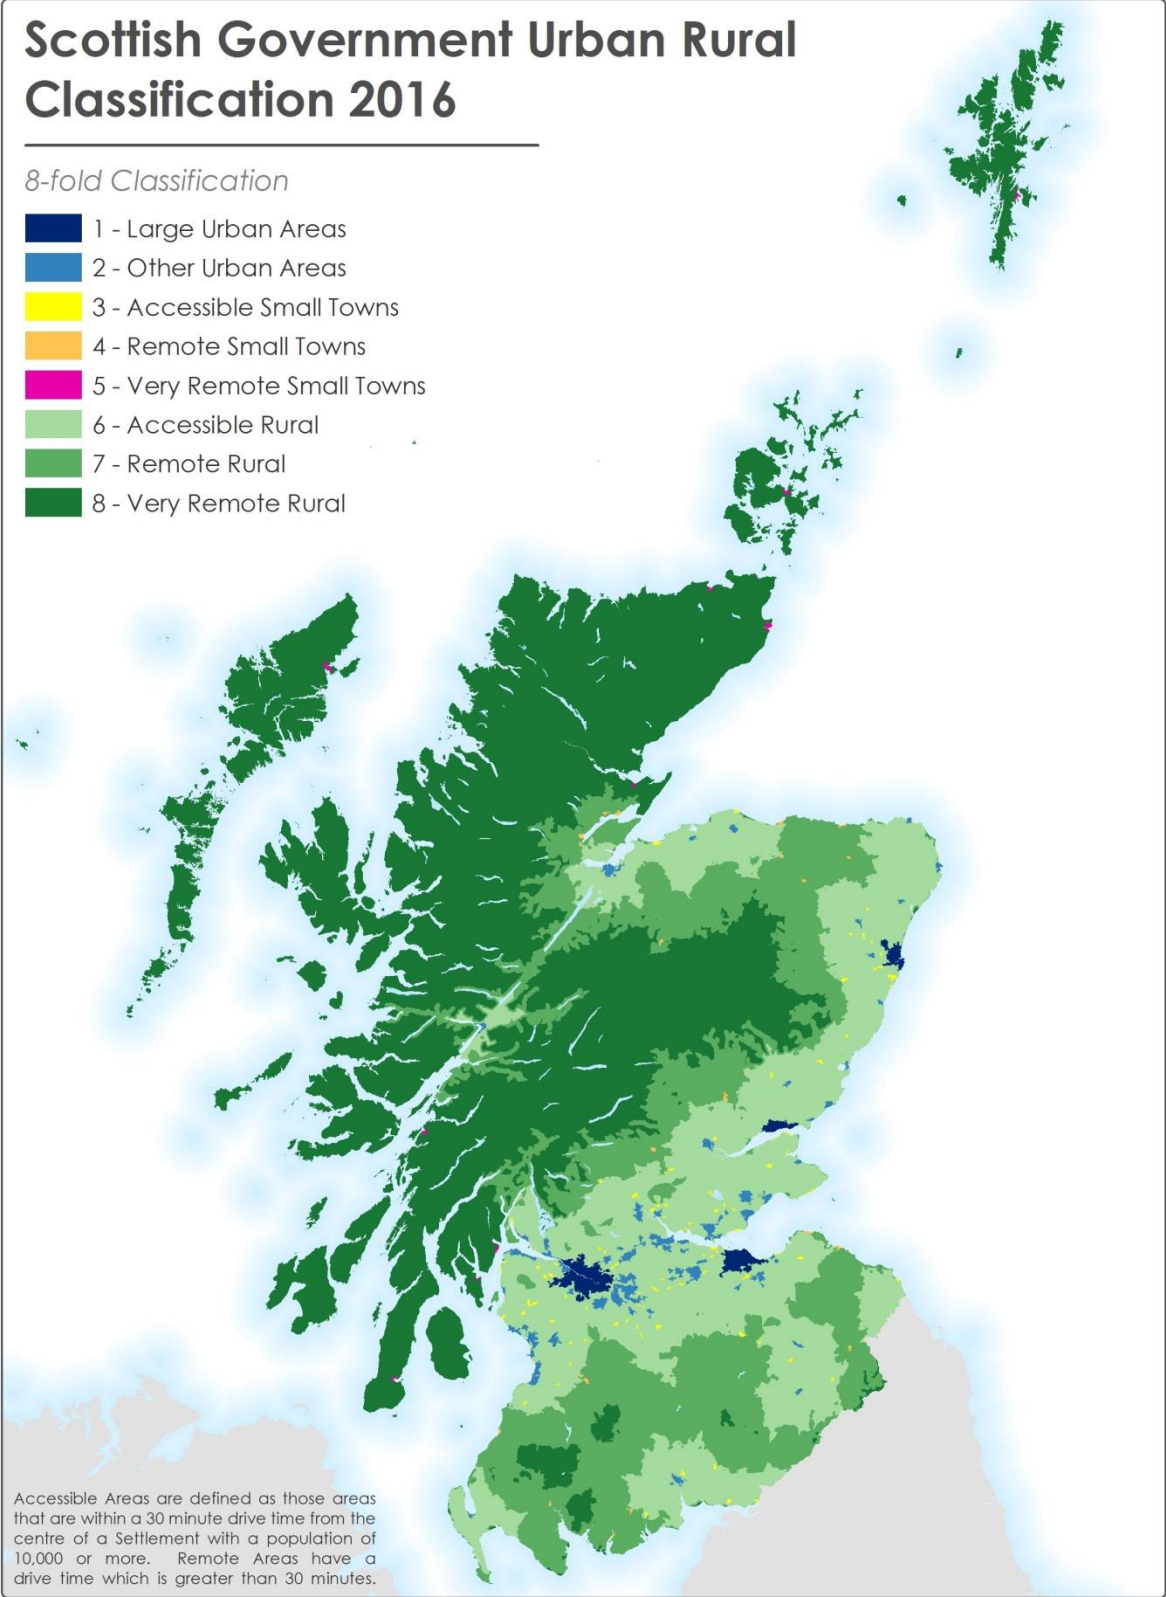 Scottish Government Urban Rural
Classification 2016
8-fold Classification
1 - Large Urban Areas
2 - Other Urban Areas
3 - Accessible Small Towns
4 - Remote Small Towns
5 - Very Remote Small Towns
6 - Accessible Rural
7 - Remote Rural
8 - Very Remote Rural
Accessible Areas are defined as those areas
that are within a 30 minute drive time from the
centre of a Settlement with a population of
10,000 or more. Remote Areas have a
drive time which is greater than 30 minutes.